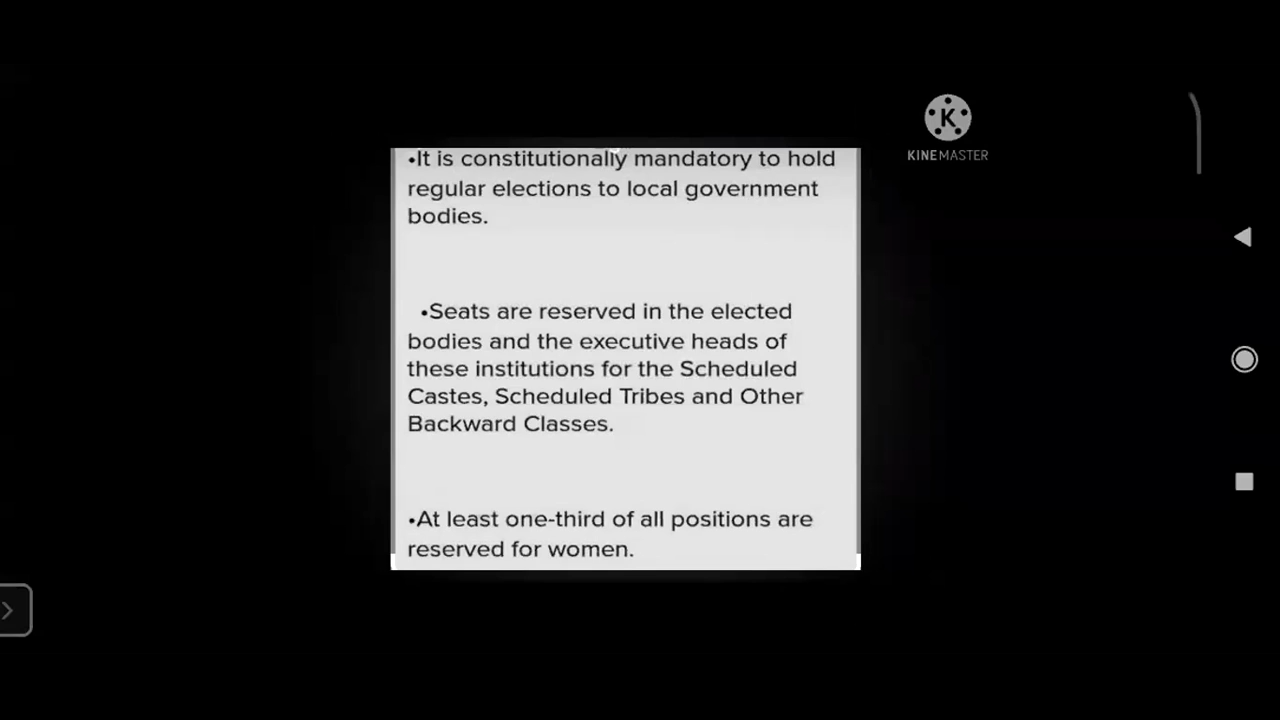 KINEMASTER
•It is constitutionally mandatory to hold
regular elections to local government
bodies.
•Seats are reserved in the elected
bodies and the executive heads of
these institutions for the Scheduled
Castes, Scheduled Tribes and Other
Backward Classes.
•At least one-third of all positions are
reserved for women.